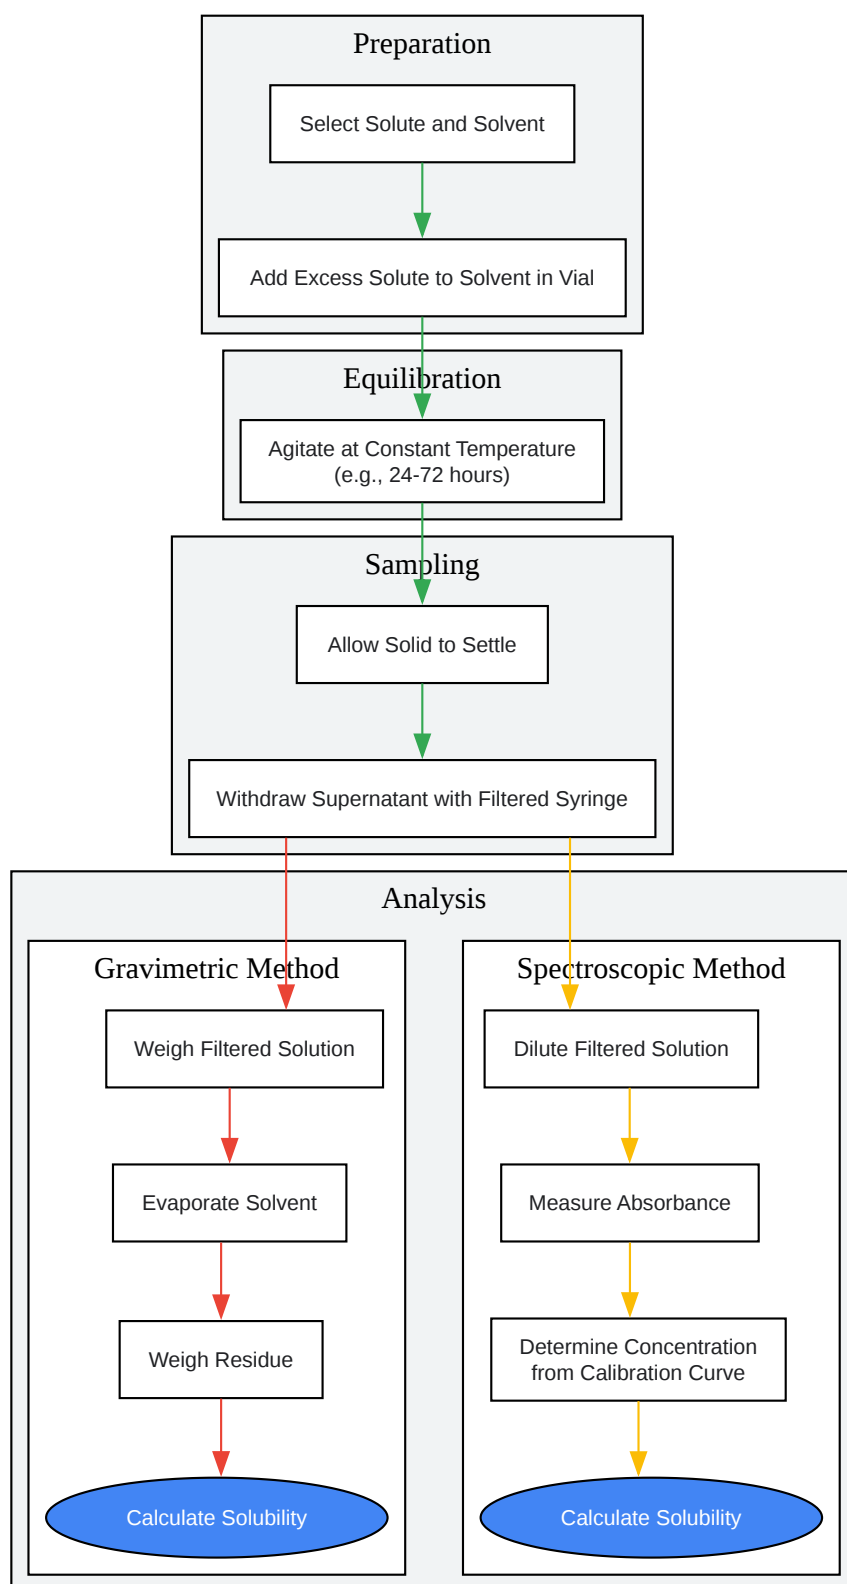 Preparation
Select Solute and Solvent
Add Excess Solute to Solvent in Vial
Equilibration
Agitate at Constant Temperature
(e.g., 24-72 hours)
Sampling
Allow Solid to Settle
Withdraw Supernatant with Filtered Syringe
Analysis
Gravimetric Method
Weigh Filtered Solution
Evaporate Solvent
Weigh Residue
Calculate Solubility
Spectroscopic Method
Dilute Filtered Solution
Measure Absorbance
Determine Concentration
from Calibration Curve
Calculate Solubility